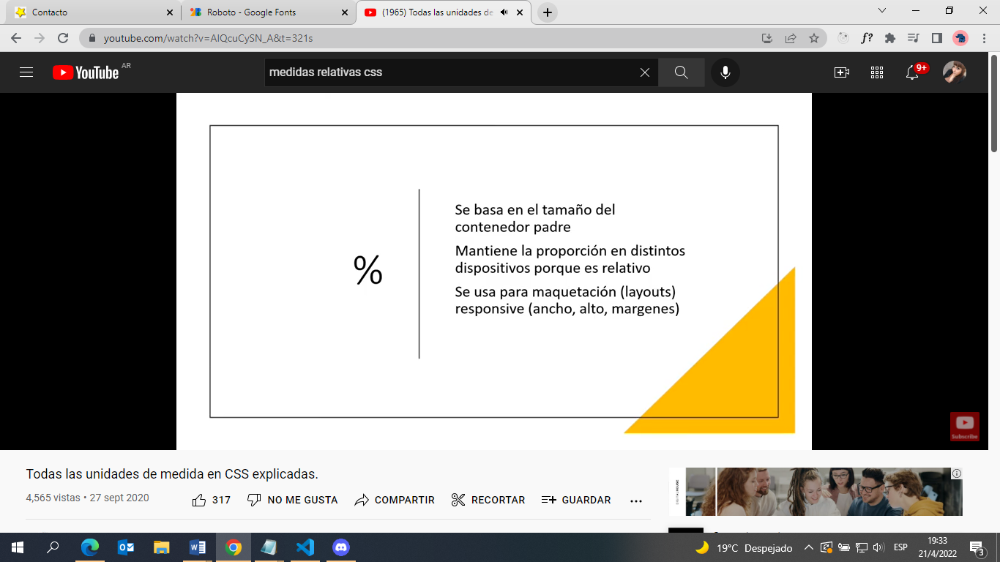 Contacto
Roboto - Google Fonts
(1965) Todas las unidades de
youtube.com/watch?v=AlQcuCySN_A&t=321s
YouTube AR
medidas relativas css
9+
%
Se basa en el tamaño del
contenedor padre
Mantiene la proporción en distintos
dispositivos porque es relativo
Se usa para maquetación (layouts)
responsive (ancho, alto, margenes)
Subscribe
Todas las unidades de medida en CSS explicadas.
4,565 vistas • 27 sept 2020
317
NO ME GUSTA
COMPARTIR
RECORTAR
GUARDAR
19°C Despejado
ESP
19:33
21/4/2022
3